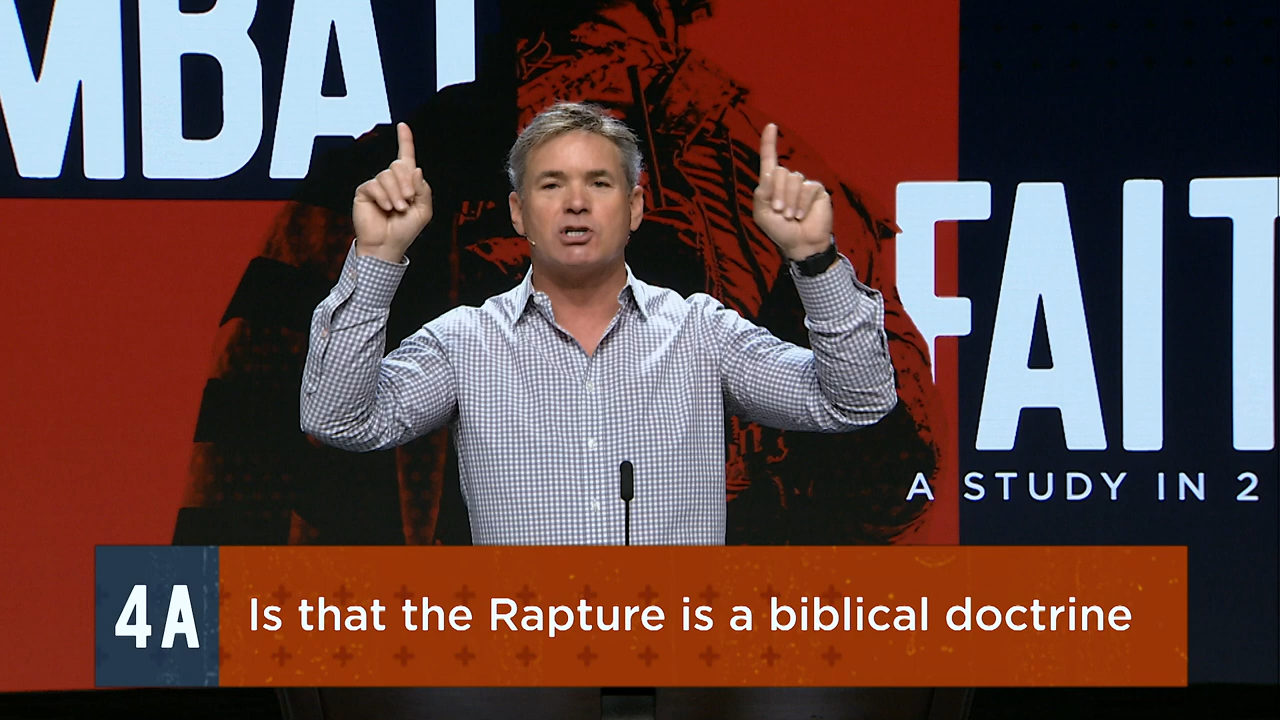 MBAT
FAIT
A STUDY IN 2
4A Is that the Rapture is a biblical doctrine